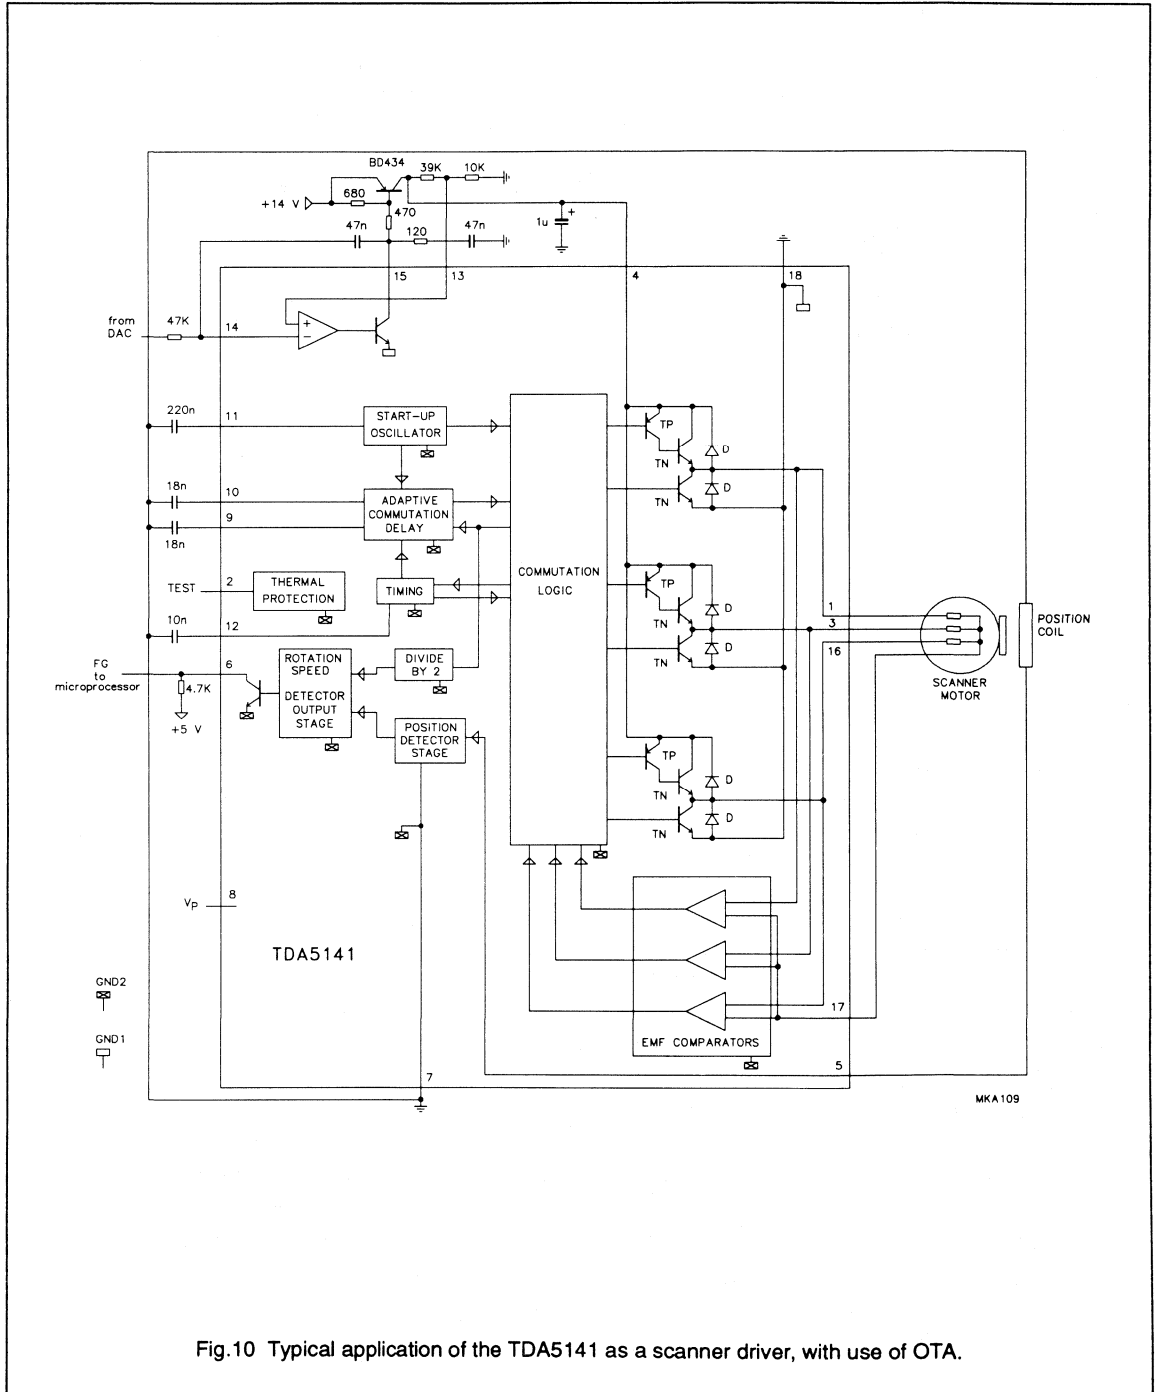 BD434
39K
10K
+14 V
680
470
47n
120
47n
1u
+
15
13
4
18
from
DAC
47K
14
+
−
220n
11
START-UP
OSCILLATOR
TP
TN
D
TN
D
18n
10
9
18n
ADAPTIVE
COMMUTATION
DELAY
COMMUTATION
LOGIC
TEST
2
THERMAL
PROTECTION
TIMING
10n
12
TP
TN
D
TN
D
1
3
16
POSITION
COIL
SCANNER
MOTOR
FG
to
microprocessor
6
4.7K
+5 V
ROTATION
SPEED
DETECTOR
OUTPUT
STAGE
DIVIDE
BY 2
POSITION
DETECTOR
STAGE
TP
TN
D
TN
D
VP
8
TDA5141
GND2
GND1
17
EMF COMPARATORS
5
7
MKA109
Fig.10 Typical application of the TDA5141 as a scanner driver, with use of OTA.